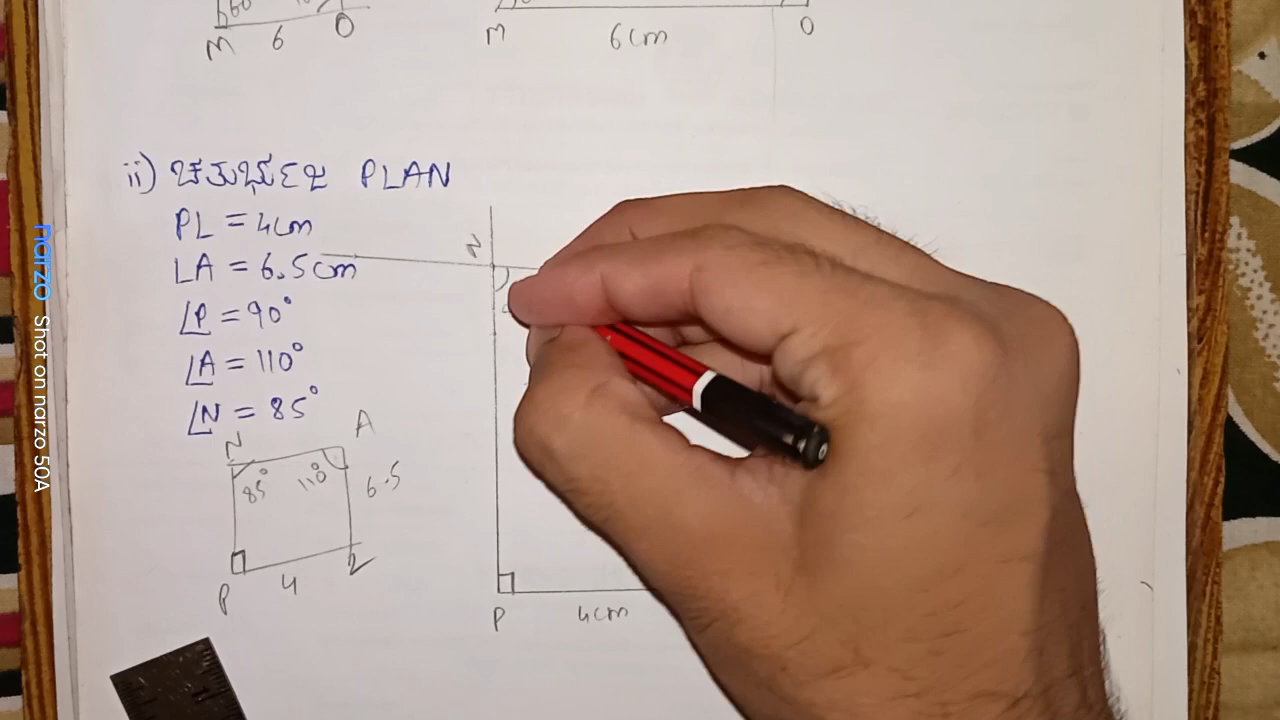 60
M 6 O
M 6cm O
ii) ಚತುರ್ಭುಜ PLAN
PL = 4cm
LA = 6.5cm
∠P = 90°
∠A = 110°
∠N = 85°
N A
85° 110° 6.5
P 4 L
N
P 4cm
narzo Shot on narzo 50A